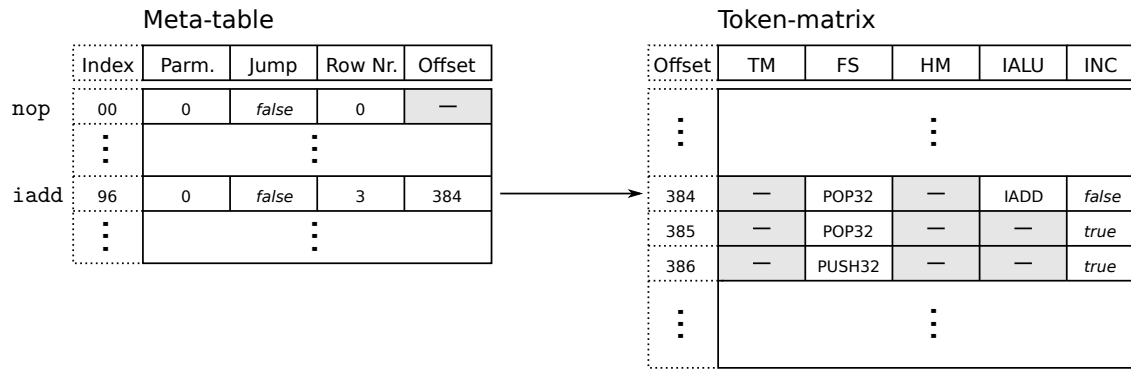 Meta-table Token-matrix
Index Parm. Jump Row Nr. Offset Offset TM FS HM IALU INC
nop 00 0 false 0 —
iadd 96 0 false 3 384 384 — POP32 — IADD false
385 — POP32 — — true
386 — PUSH32 — — true